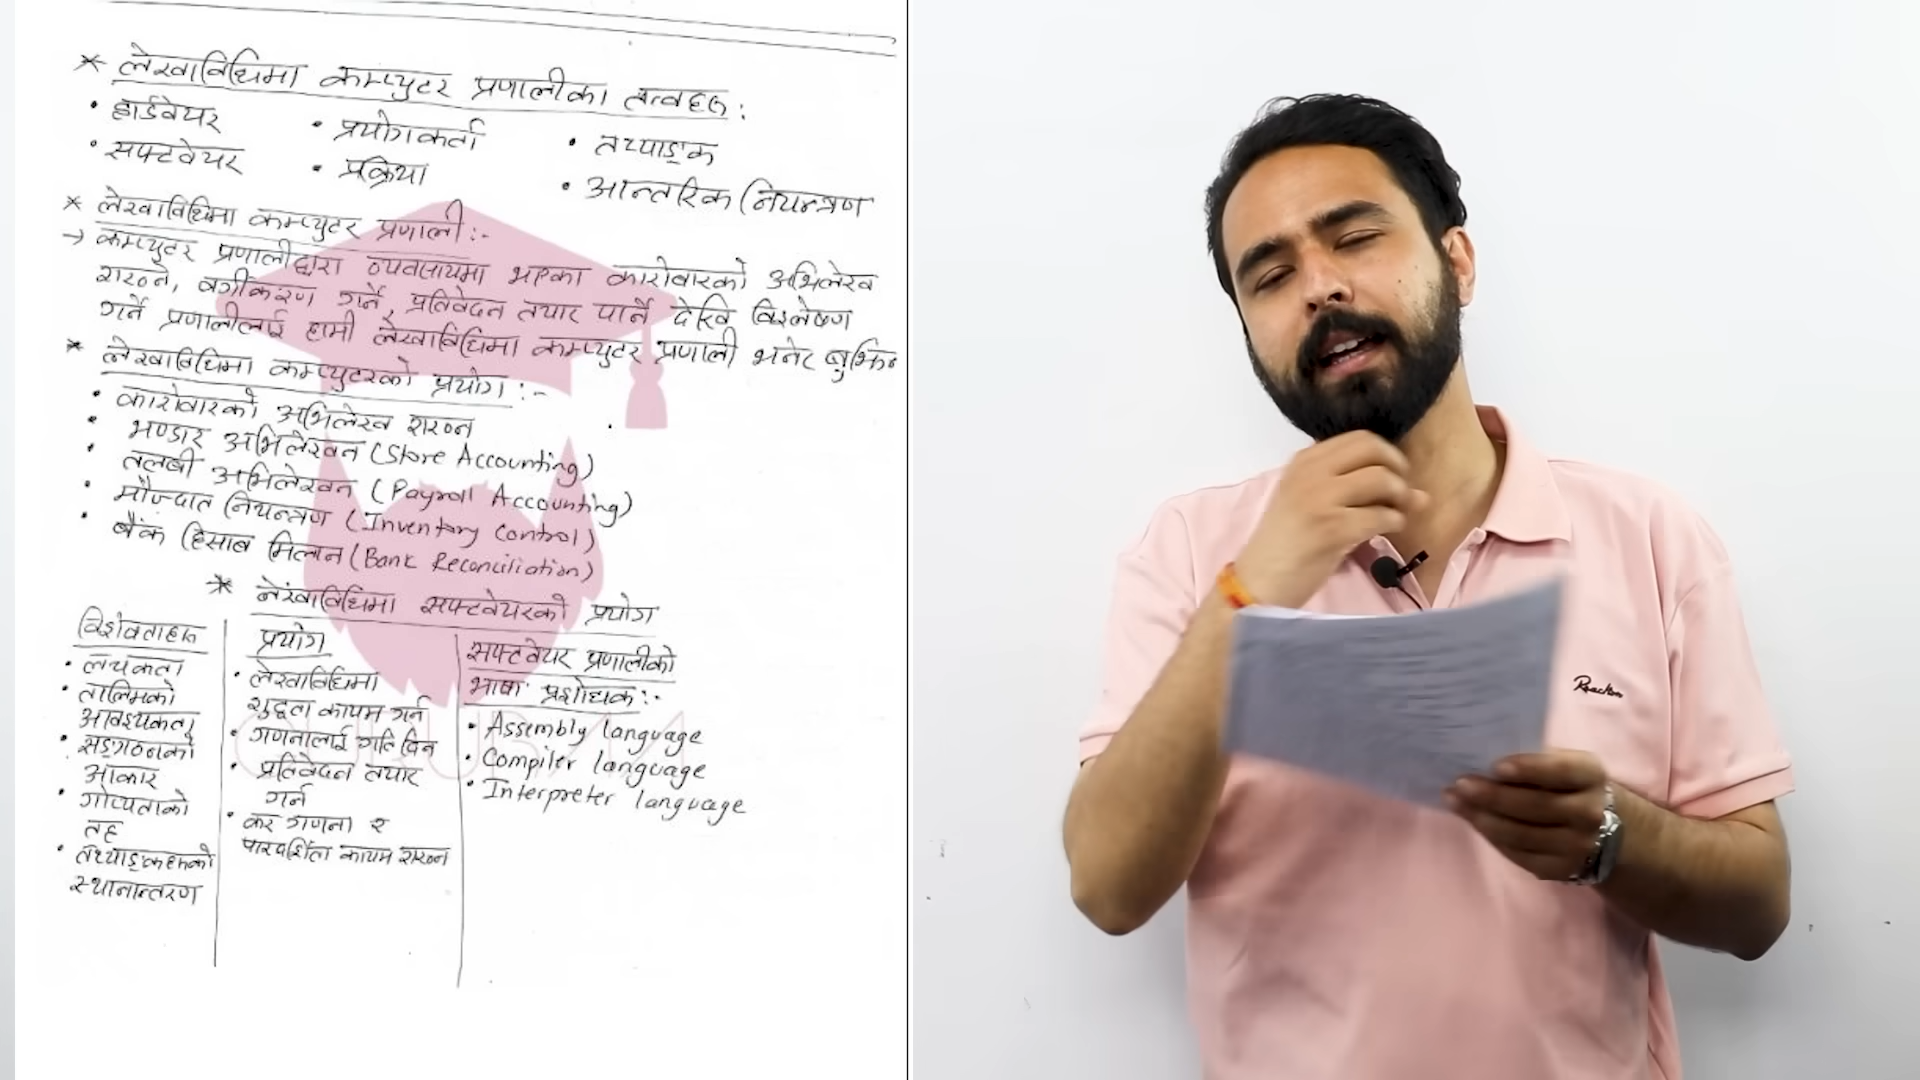 * लेखाविधिमा कम्प्युटर प्रणालीका तत्वहरु :
• हार्डवेयर • प्रयोगकर्ता • तथ्याङ्क
• सफ्टवेयर • प्रक्रिया • आन्तरिक नियन्त्रण
* लेखाविधिमा कम्प्युटर प्रणाली :-
→ कम्प्युटर प्रणालीद्वारा व्यवसायमा भएका कारोवारको अभिलेख
राख्ने, वर्गीकरण गर्ने, प्रतिवेदन तयार पार्ने देखि विश्लेषण
गर्ने प्रणालीलाई हामी लेखाविधिमा कम्प्युटर प्रणाली भनेर बुझिन
* लेखाविधिमा कम्प्युटरको प्रयोग :-
• कारोवारको अभिलेख राख्न
• भण्डार अभिलेखन (Store Accounting)
• तलबी अभिलेखन (Payroll Accounting)
• मौज्दात नियन्त्रण (Inventory Control)
• बैंक हिसाब मिलान (Bank Reconciliation)
* लेखाविधिमा सफ्टवेयरको प्रयोग
विशेषताहरु
• लचकता
• तालिमको
आवश्यकता
• सङ्गठनको
आकार
• गोप्यताको
तह
• तथ्याङ्कहरुको
स्थानान्तरण
प्रयोग
• लेखाविधिमा
शुद्धता कायम गर्न
• गणनालाई गति दिन
• प्रतिवेदन तयार
गर्न
• कर गणना र
पारदर्शिता कायम राख्न
सफ्टवेयर प्रणालीको
भाषा प्रशोधक :-
• Assembly language
• Compiler language
• Interpreter language